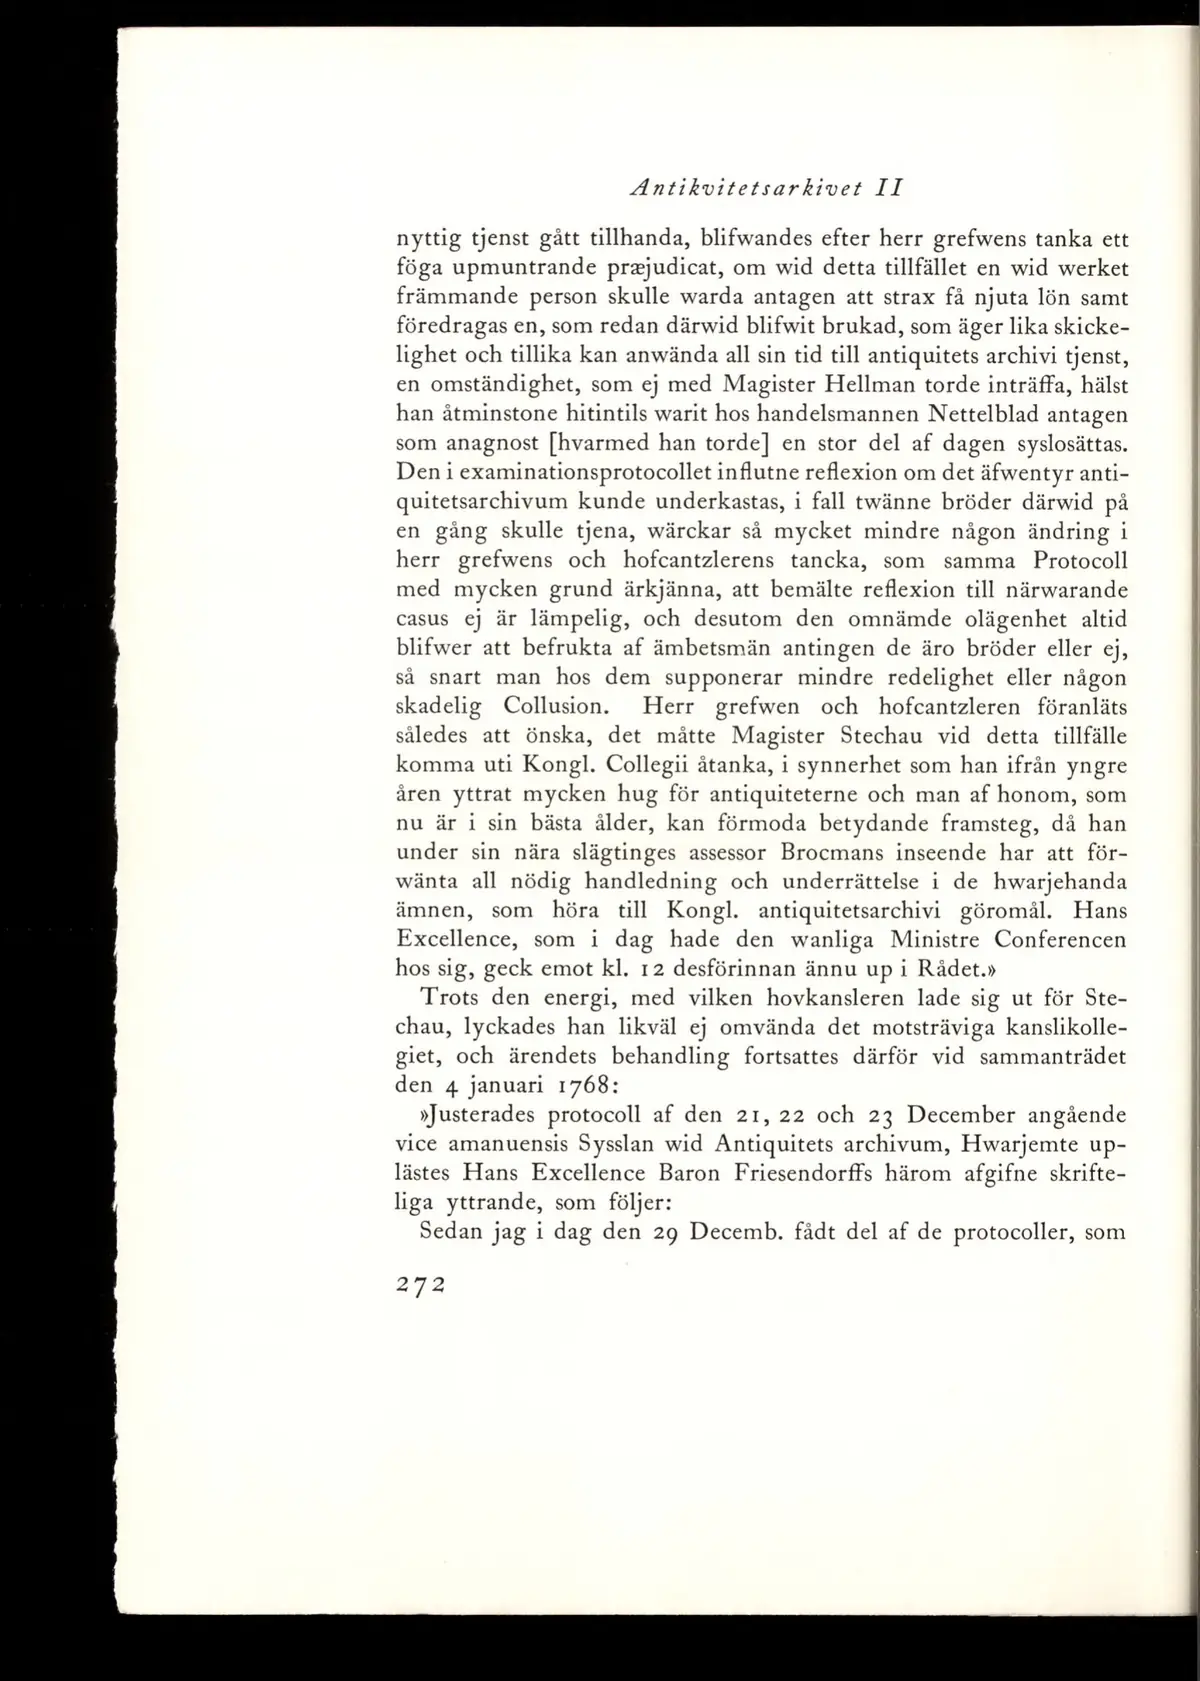 Antikvitetsarkivet II
nyttig tjenst gått tillhanda, blifwandes efter herr grefwens tanka ett
föga upmuntrande præjudicat, om wid detta tillfället en wid werket
främmande person skulle warda antagen att strax få njuta lön samt
föredragas en, som redan därwid blifwit brukad, som äger lika skicke-
lighet och tillika kan anwända all sin tid till antiquitets archivi tjenst,
en omständighet, som ej med Magister Hellman torde inträffa, hälst
han åtminstone hitintils warit hos handelsmannen Nettelblad antagen
som anagnost [hvarmed han torde] en stor del af dagen syslosättas.
Den i examinationsprotocollet influtne reflexion om det äfwentyr anti-
quitetsarchivum kunde underkastas, i fall twänne bröder därwid på
en gång skulle tjena, wärckar så mycket mindre någon ändring i
herr grefwens och hofcantzlerens tancka, som samma Protocoll
med mycken grund ärkjänna, att bemälte reflexion till närwarande
casus ej är lämpelig, och desutom den omnämde olägenhet altid
blifwer att befrukta af ämbetsmän antingen de äro bröder eller ej,
så snart man hos dem supponerar mindre redelighet eller någon
skadelig Collusion. Herr grefwen och hofcantzleren föranläts
således att önska, det måtte Magister Stechau vid detta tillfälle
komma uti Kongl. Collegii åtanka, i synnerhet som han ifrån yngre
åren yttrat mycken hug för antiquiteterne och man af honom, som
nu är i sin bästa ålder, kan förmoda betydande framsteg, då han
under sin nära slägtinges assessor Brocmans inseende har att för-
wänta all nödig handledning och underrättelse i de hwarjehanda
ämnen, som höra till Kongl. antiquitetsarchivi göromål. Hans
Excellence, som i dag hade den wanliga Ministre Conferencen
hos sig, geck emot kl. 12 desförinnan ännu up i Rådet.»
Trots den energi, med vilken hovkansleren lade sig ut för Ste-
chau, lyckades han likväl ej omvända det motsträviga kanslikolle-
giet, och ärendets behandling fortsattes därför vid sammanträdet
den 4 januari 1768:
»Justerades protocoll af den 21, 22 och 23 December angående
vice amanuensis Sysslan wid Antiquitets archivum, Hwarjemte up-
lästes Hans Excellence Baron Friesendorffs härom afgifne skrifte-
liga yttrande, som följer:
Sedan jag i dag den 29 Decemb. fådt del af de protocoller, som
272